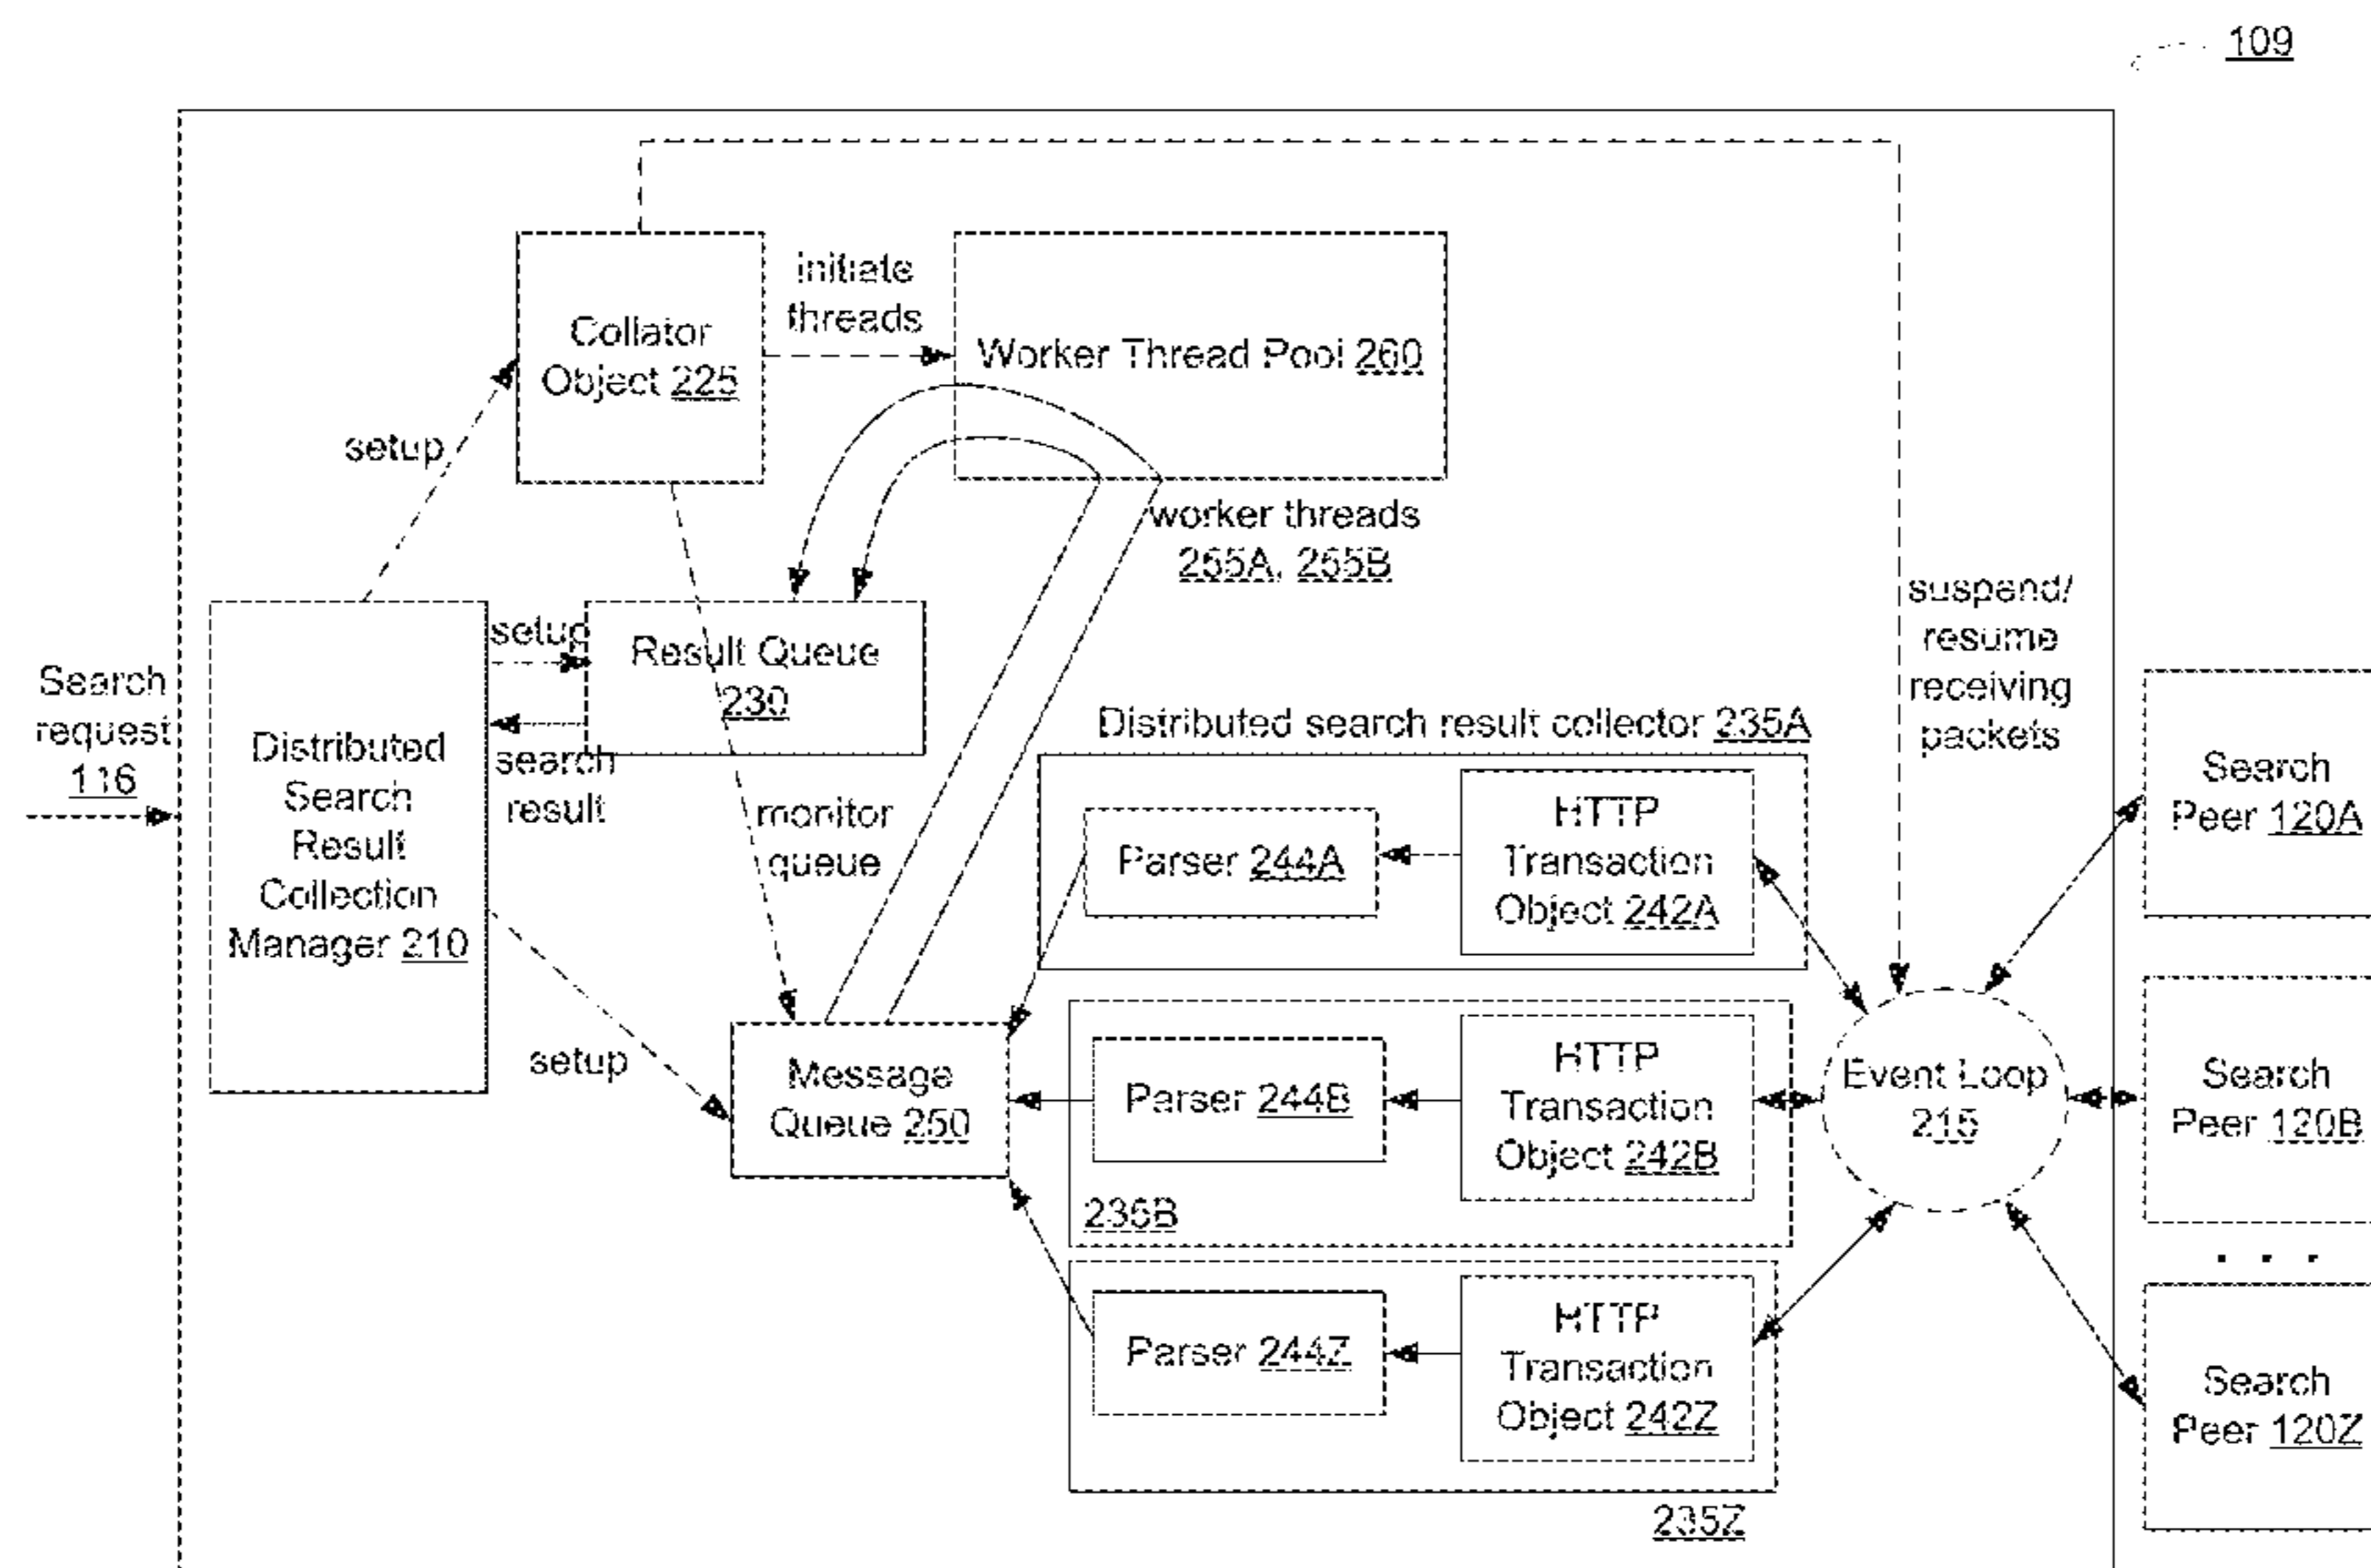 109
Collator
Object 225
initiate
threads
Worker Thread Pool 260
setup
worker threads
255A, 255B
suspend/
resume
receiving
packets
Search
request
116
Distributed
Search
Result
Collection
Manager 210
setup
search
result
Result Queue
230
monitor
queue
setup
Message
Queue 250
Distributed search result collector 235A
Parser 244A
HTTP
Transaction
Object 242A
Parser 244B
HTTP
Transaction
Object 242B
235B
Parser 244Z
HTTP
Transaction
Object 242Z
235Z
Event Loop
215
Search
Peer 120A
Search
Peer 120B
. . .
Search
Peer 120Z